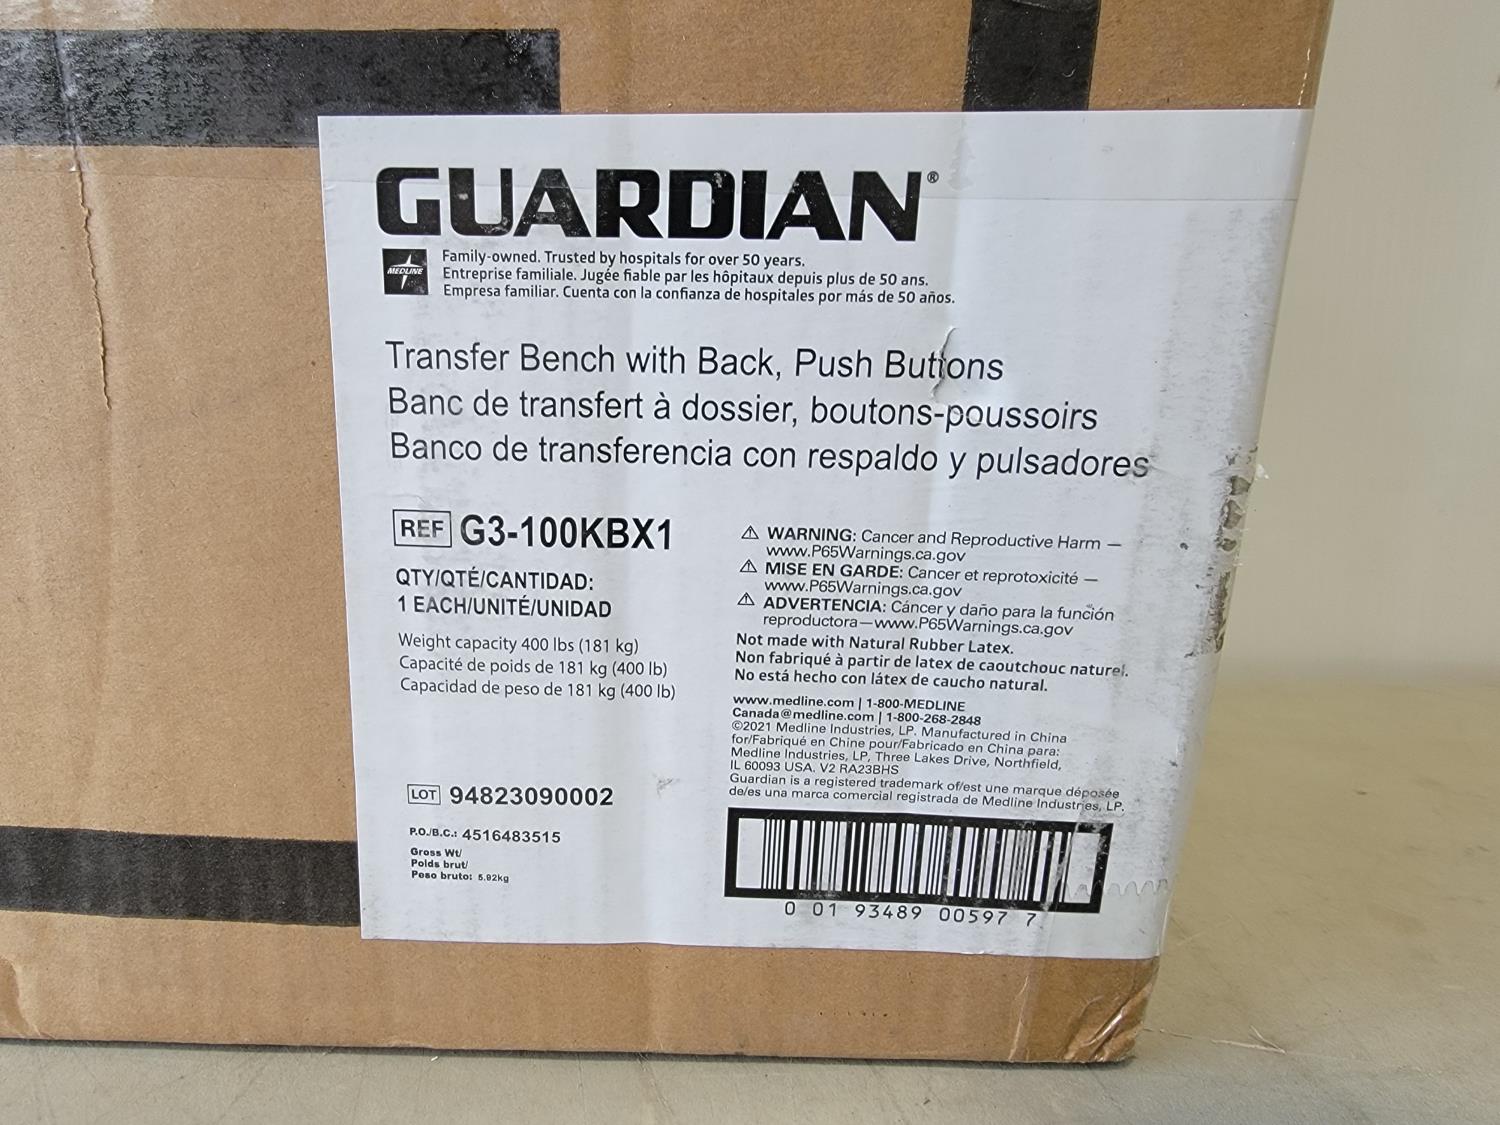 GUARDIAN®
MEDLINE
Family-owned. Trusted by hospitals for over 50 years.
Entreprise familiale. Jugée fiable par les hôpitaux depuis plus de 50 ans.
Empresa familiar. Cuenta con la confianza de hospitales por más de 50 años.
Transfer Bench with Back, Push Buttons
Banc de transfert à dossier, boutons-poussoirs
Banco de transferencia con respaldo y pulsadores
REF G3-100KBX1
QTY/QTÉ/CANTIDAD:
1 EACH/UNITÉ/UNIDAD
Weight capacity 400 lbs (181 kg)
Capacité de poids de 181 kg (400 lb)
Capacidad de peso de 181 kg (400 lb)
⚠ WARNING: Cancer and Reproductive Harm —
www.P65Warnings.ca.gov
⚠ MISE EN GARDE: Cancer et reprotoxicité —
www.P65Warnings.ca.gov
⚠ ADVERTENCIA: Cáncer y daño para la función
reproductora—www.P65Warnings.ca.gov
Not made with Natural Rubber Latex.
Non fabriqué à partir de latex de caoutchouc naturel.
No está hecho con látex de caucho natural.
www.medline.com | 1-800-MEDLINE
Canada@medline.com | 1-800-268-2848
©2021 Medline Industries, LP. Manufactured in China
for/Fabriqué en Chine pour/Fabricado en China para:
Medline Industries, LP, Three Lakes Drive, Northfield,
IL 60093 USA. V2 RA23BHS
Guardian is a registered trademark of/est une marque déposée
de/es una marca comercial registrada de Medline Industries, LP.
LOT 94823090002
P.O./B.C.: 4516483515
Gross Wt/
Poids brut/
Peso bruto: 5.92kg
0 01 93489 00597 7